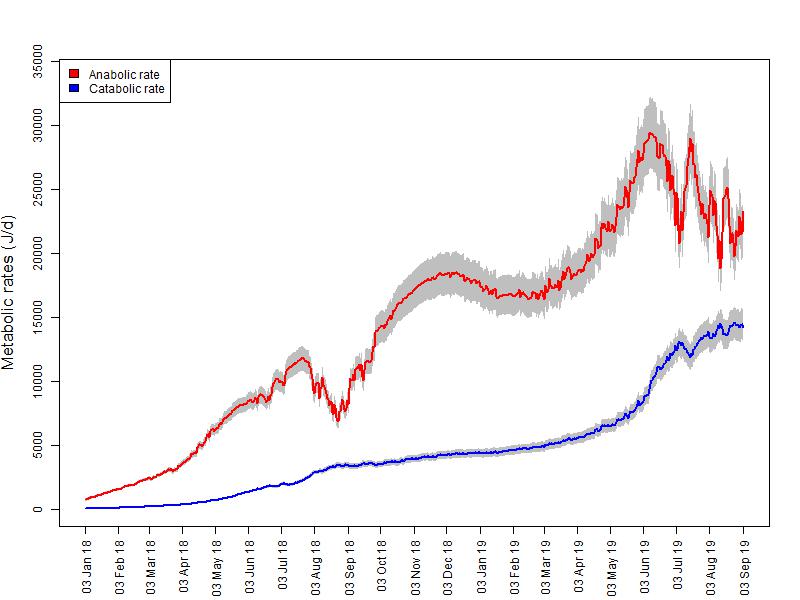 35000
30000
25000
20000
15000
10000
5000
0
Metabolic rates (J/d)
Anabolic rate
Catabolic rate
03 Jan 18
03 Feb 18
03 Mar 18
03 Apr 18
03 May 18
03 Jun 18
03 Jul 18
03 Aug 18
03 Sep 18
03 Oct 18
03 Nov 18
03 Dec 18
03 Jan 19
03 Feb 19
03 Mar 19
03 Apr 19
03 May 19
03 Jun 19
03 Jul 19
03 Aug 19
03 Sep 19